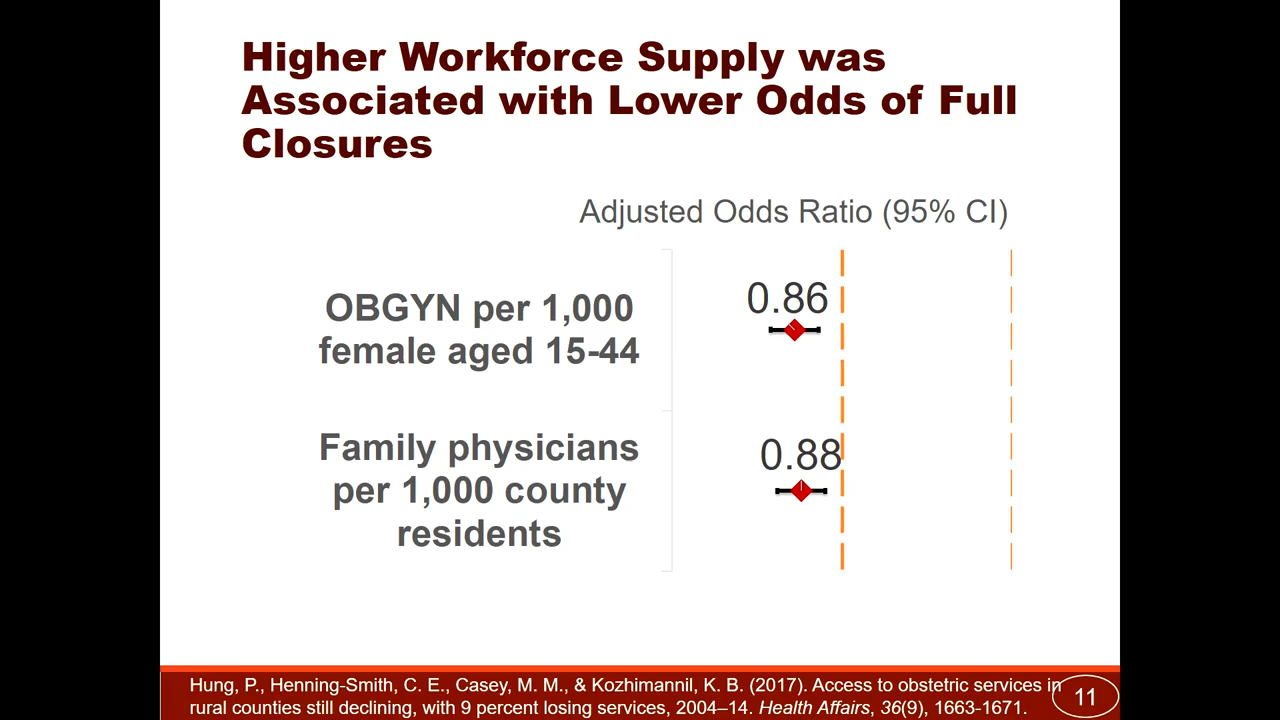 Higher Workforce Supply was
Associated with Lower Odds of Full
Closures
Adjusted Odds Ratio (95% CI)
OBGYN per 1,000
female aged 15-44
0.86
Family physicians
per 1,000 county
residents
0.88
Hung, P., Henning-Smith, C. E., Casey, M. M., & Kozhimannil, K. B. (2017). Access to obstetric services in
rural counties still declining, with 9 percent losing services, 2004–14. Health Affairs, 36(9), 1663-1671.
11